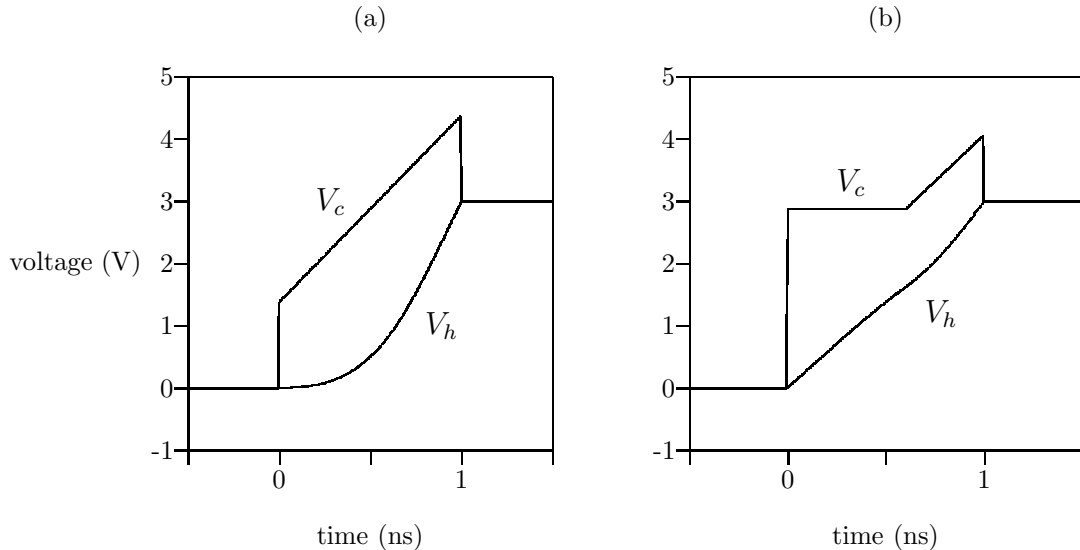 (a) (b)
5 5
4 4
V_c V_c
3 3
voltage (V) 2 2
V_h V_h
1 1
0 0
-1 -1
0 1 0 1
time (ns) time (ns)